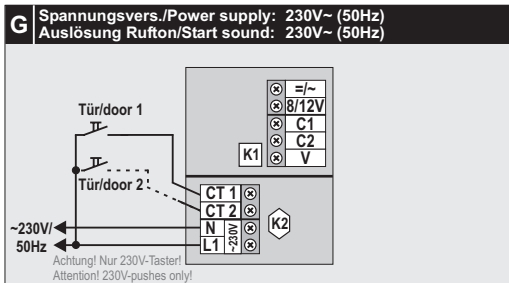 G
Spannungsvers./Power supply: 230V~ (50Hz)
Auslösung Rufton/Start sound: 230V~ (50Hz)
=/~
8/12V
C1
C2
V
K1
Tür/door 1
Tür/door 2
CT 1
CT 2
N
L1
~230V
K2
~230V/
50Hz
Achtung! Nur 230V-Taster!
Attention! 230V-pushes only!